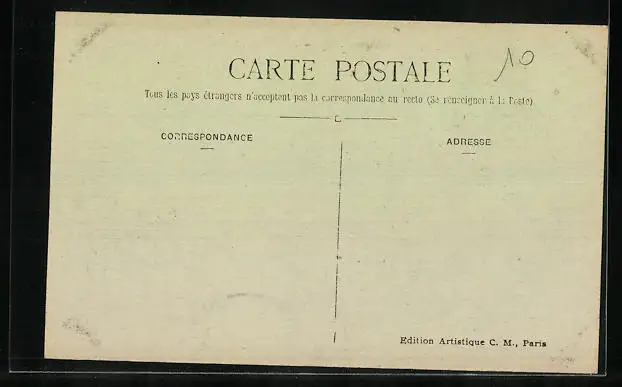 10
CARTE POSTALE
Tous les pays étrangers n'acceptent pas la correspondance au recto (Se renseigner à la Poste)
CORRESPONDANCE
ADRESSE
Edition Artistique C. M., Paris